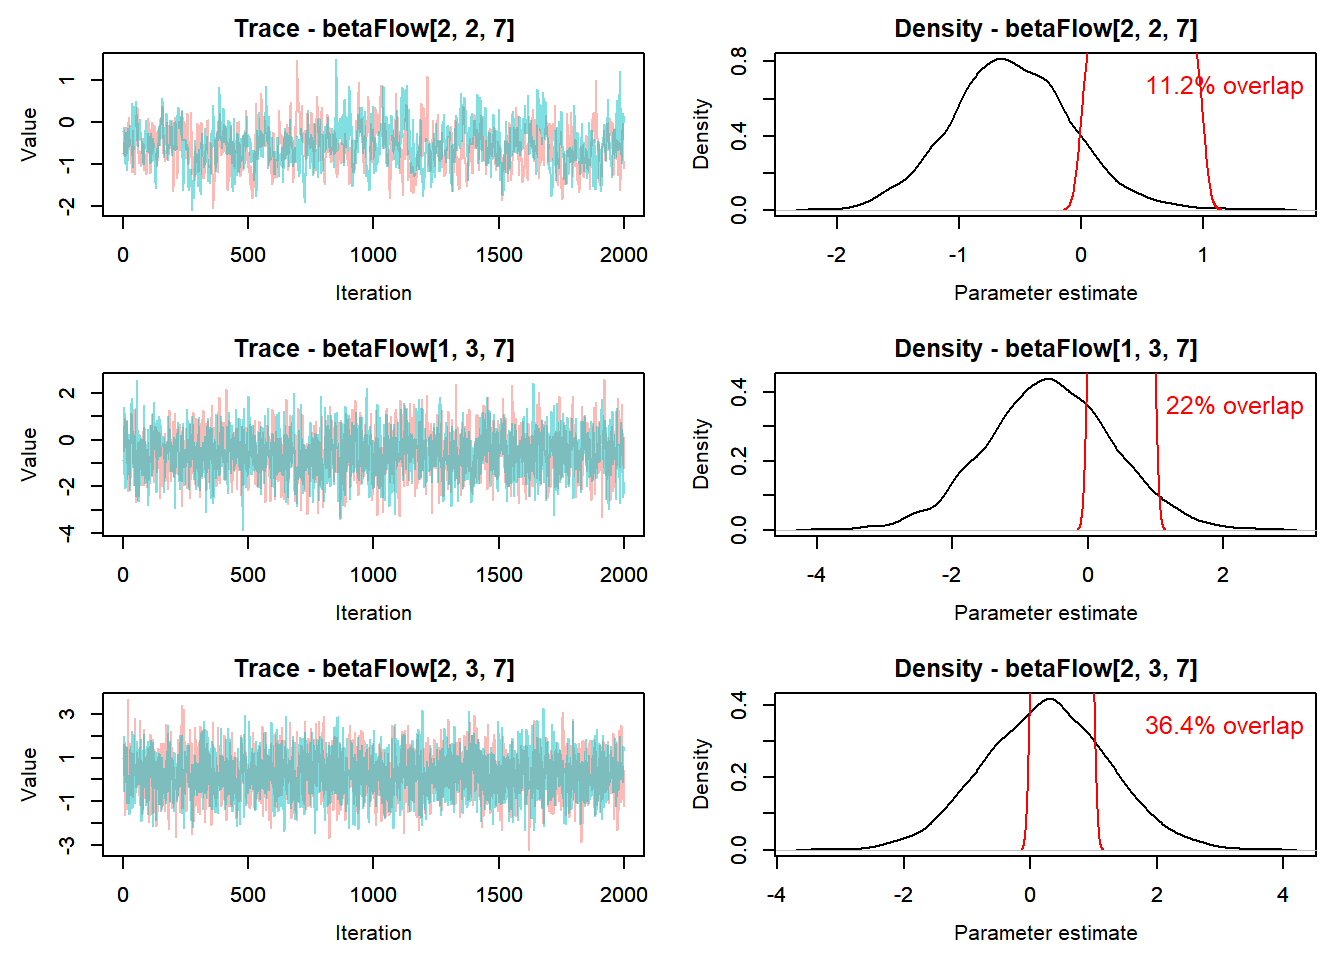 Trace - betaFlow[2, 2, 7]
Value
1
0
-1
-2
0
500
1000
1500
2000
Iteration
Density - betaFlow[2, 2, 7]
11.2% overlap
Density
0.8
0.4
0.0
-2
-1
0
1
Parameter estimate
Trace - betaFlow[1, 3, 7]
Value
2
0
-2
-4
0
500
1000
1500
2000
Iteration
Density - betaFlow[1, 3, 7]
22% overlap
Density
0.4
0.2
0.0
-4
-2
0
2
Parameter estimate
Trace - betaFlow[2, 3, 7]
Value
3
1
-1
-3
0
500
1000
1500
2000
Iteration
Density - betaFlow[2, 3, 7]
36.4% overlap
Density
0.4
0.2
0.0
-4
-2
0
2
4
Parameter estimate